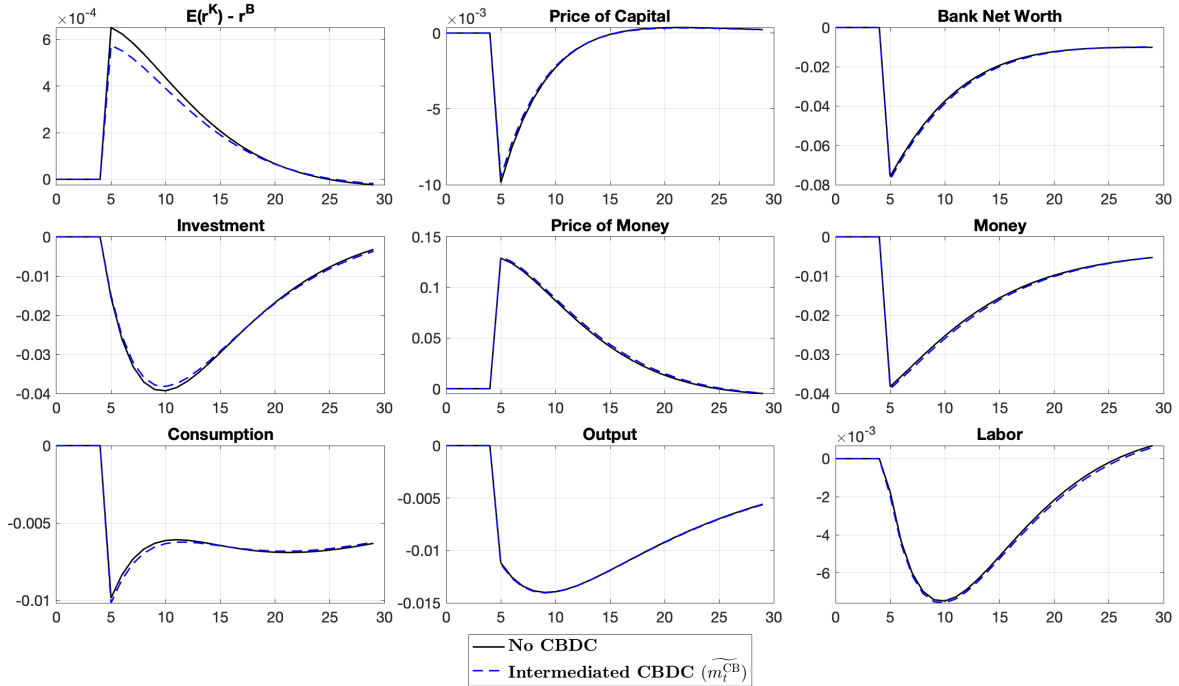 E(r^K) - r^B
×10^-4
6
4
2
0
0 5 10 15 20 25 30
Price of Capital
×10^-3
0
-5
-10
0 5 10 15 20 25 30
Bank Net Worth
0
-0.02
-0.04
-0.06
-0.08
0 5 10 15 20 25 30
Investment
0
-0.01
-0.02
-0.03
-0.04
0 5 10 15 20 25 30
Price of Money
0.15
0.1
0.05
0
0 5 10 15 20 25 30
Money
0
-0.01
-0.02
-0.03
-0.04
0 5 10 15 20 25 30
Consumption
0
-0.005
-0.01
0 5 10 15 20 25 30
Output
0
-0.005
-0.01
-0.015
0 5 10 15 20 25 30
Labor
×10^-3
0
-2
-4
-6
0 5 10 15 20 25 30
No CBDC
Intermediated CBDC (\widetilde{m_t^{CB}})